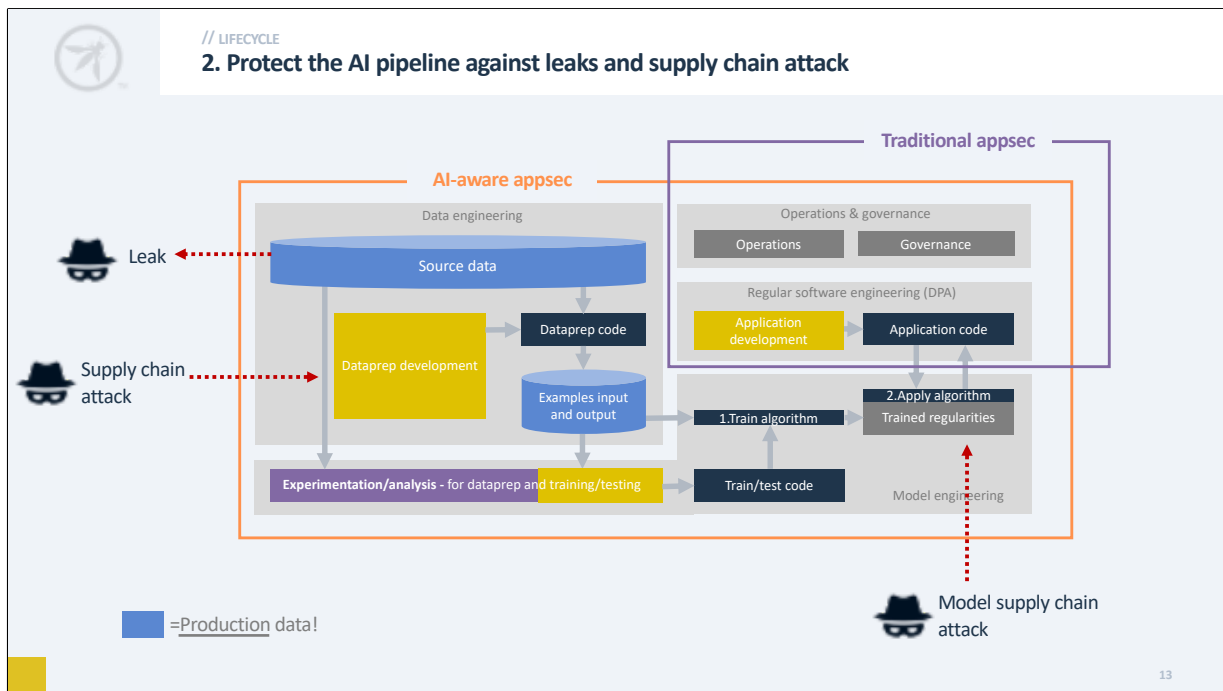 // LIFECYCLE
2. Protect the AI pipeline against leaks and supply chain attack
Traditional appsec
AI-aware appsec
Data engineering
Operations & governance
Operations
Governance
Leak
Source data
Regular software engineering (DPA)
Dataprep code
Application
development
Application code
Dataprep development
Supply chain
attack
Examples input
and output
2.Apply algorithm
1.Train algorithm
Trained regularities
Experimentation/analysis - for dataprep and training/testing
Train/test code
Model engineering
Model supply chain
attack
=Production data!
13